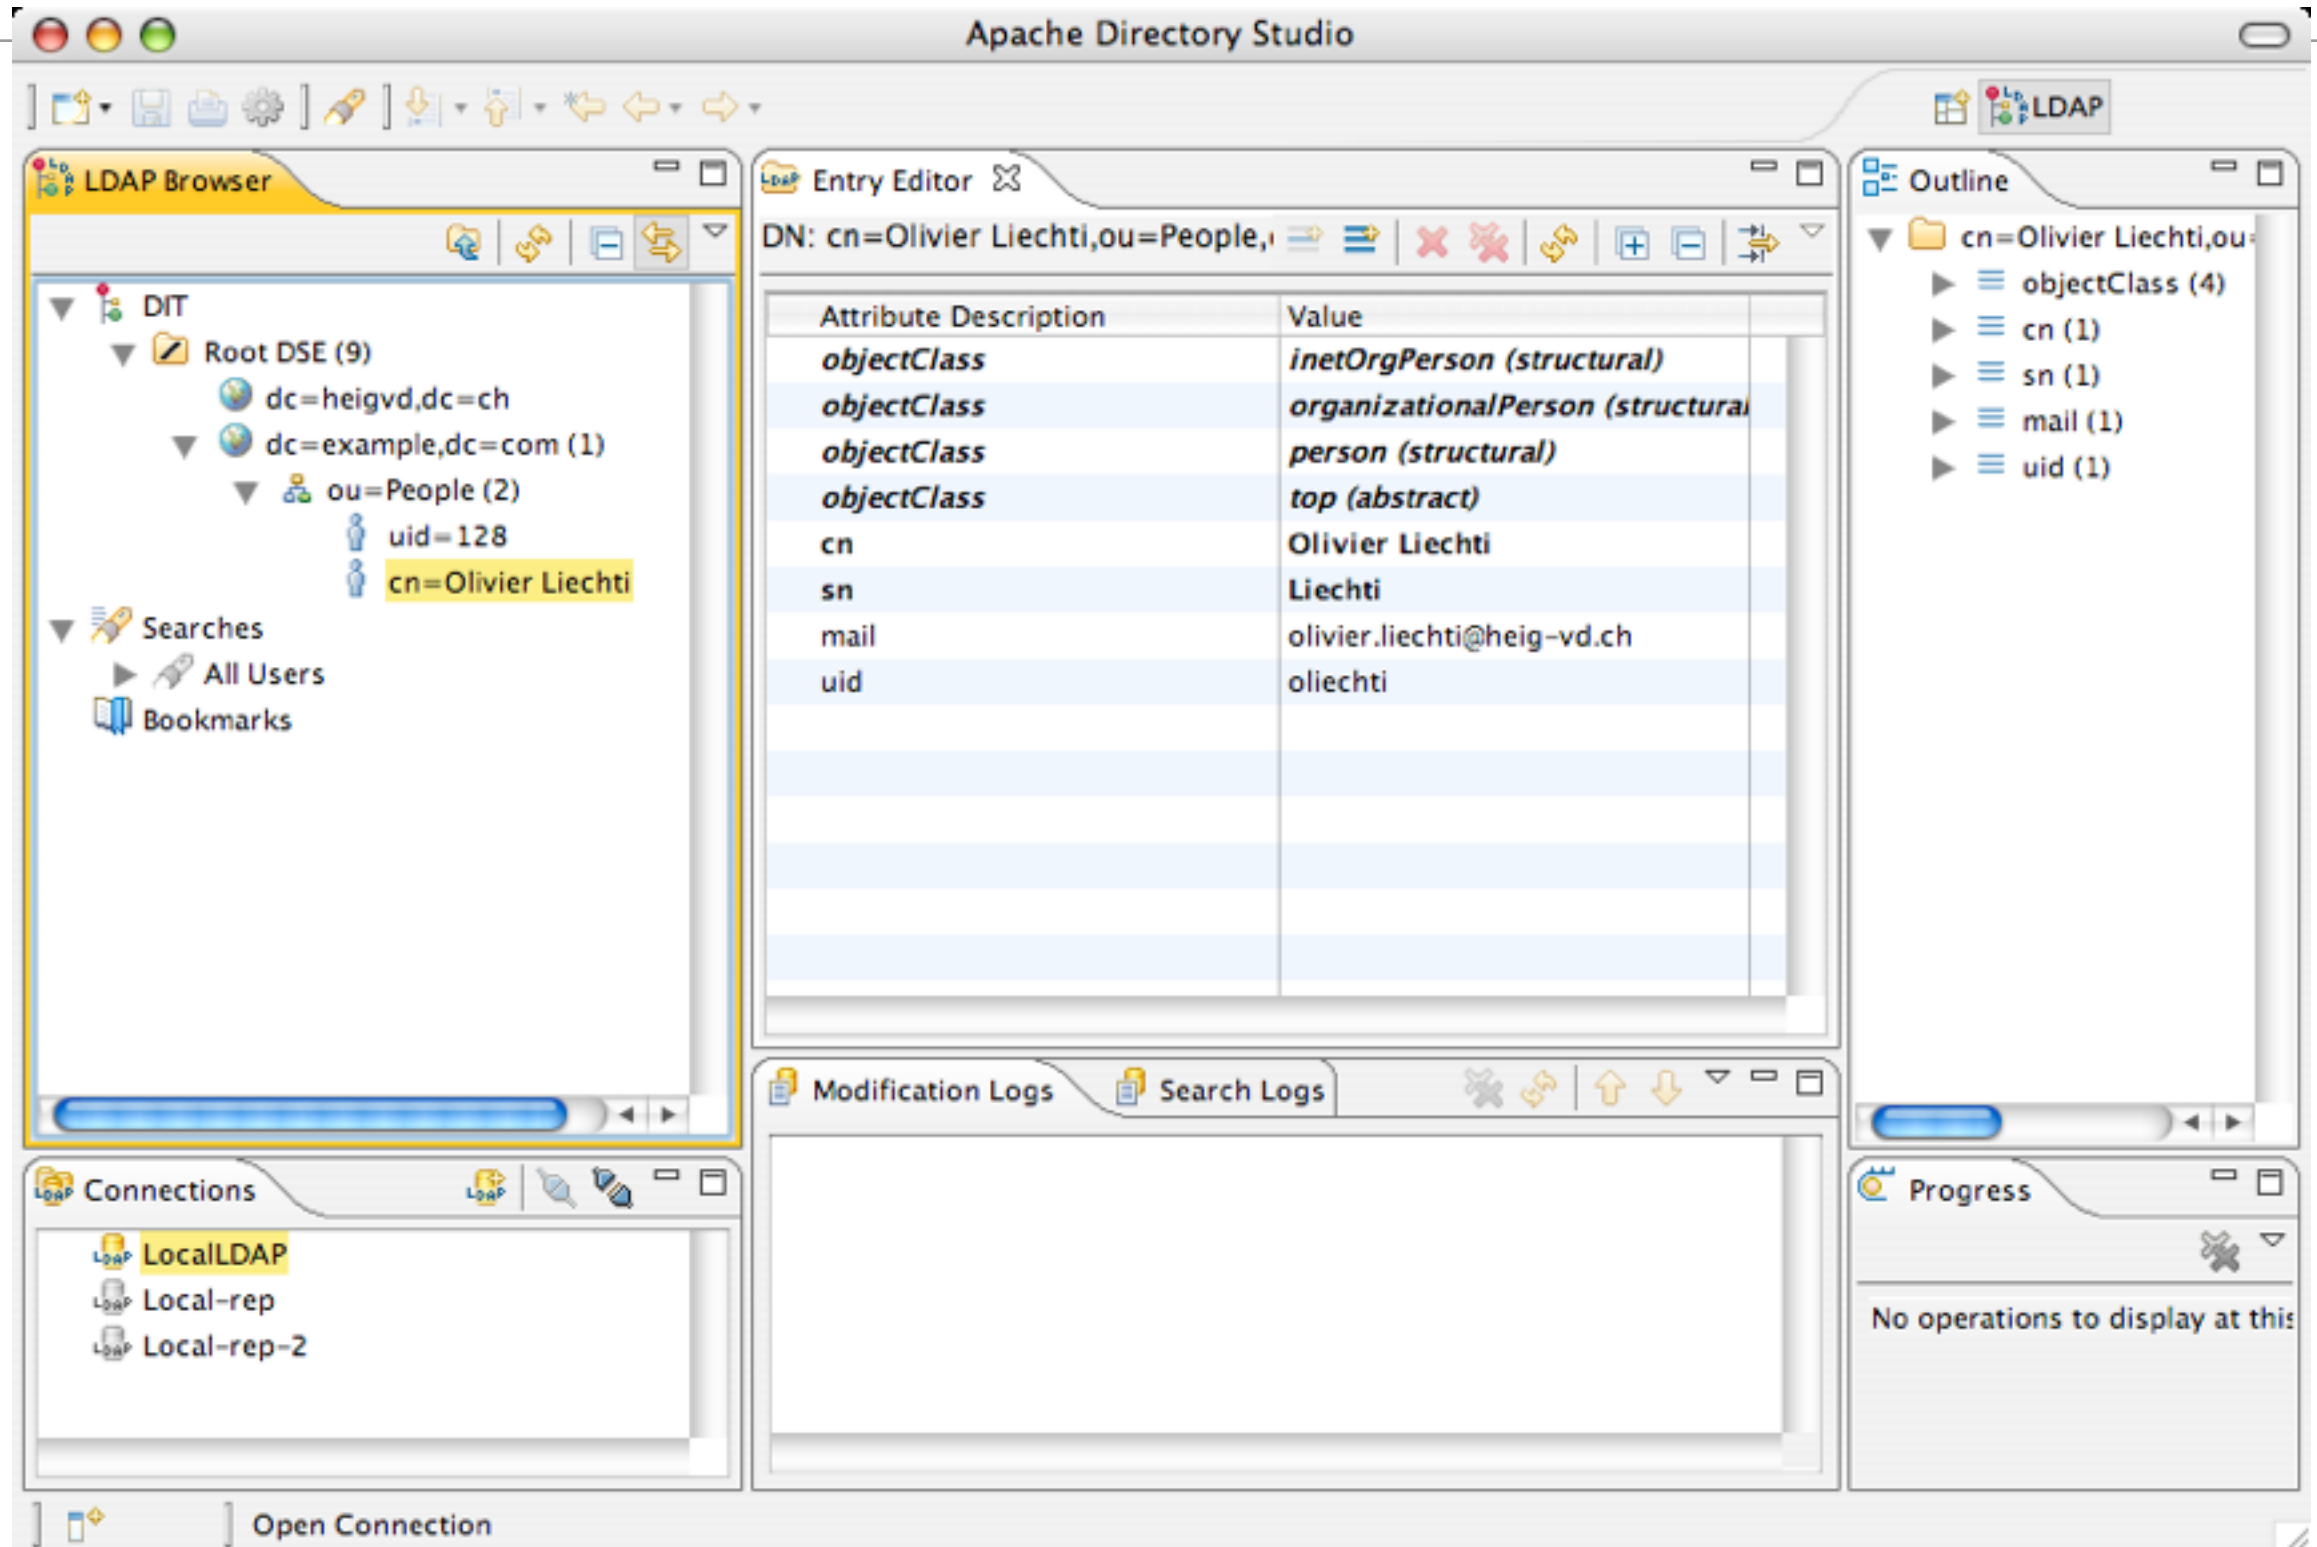 Apache Directory Studio
LDAP
LDAP Browser
DIT
Root DSE (9)
dc=heigvd,dc=ch
dc=example,dc=com (1)
ou=People (2)
uid=128
cn=Olivier Liechti
Searches
All Users
Bookmarks
Entry Editor
DN: cn=Olivier Liechti,ou=People,
Attribute Description Value
objectClass inetOrgPerson (structural)
objectClass organizationalPerson (structural
objectClass person (structural)
objectClass top (abstract)
cn Olivier Liechti
sn Liechti
mail olivier.liechti@heig-vd.ch
uid oliechti
Outline
cn=Olivier Liechti,ou=
objectClass (4)
cn (1)
sn (1)
mail (1)
uid (1)
Connections
LocalLDAP
Local-rep
Local-rep-2
Modification Logs
Search Logs
Progress
No operations to display at this
Open Connection